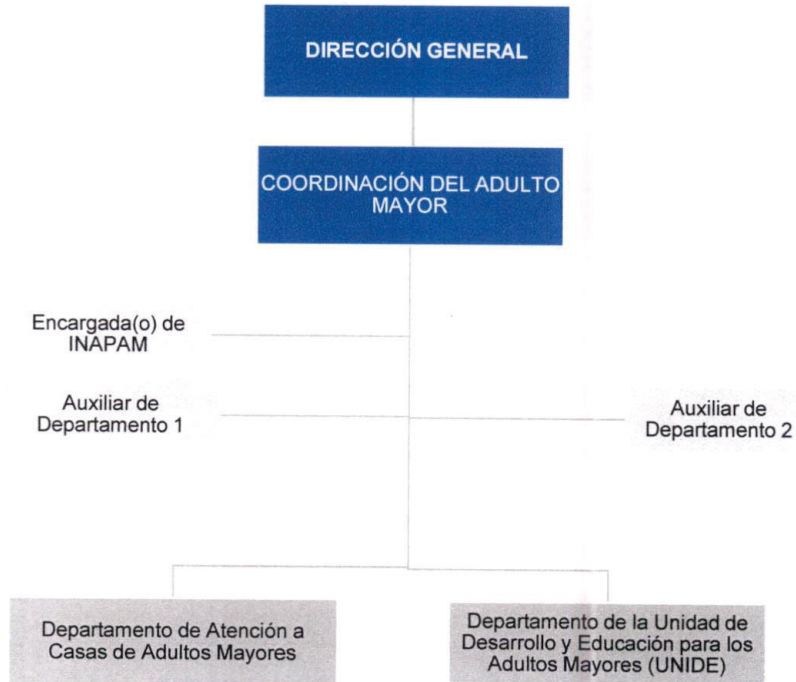 DIRECCIÓN GENERAL
COORDINACIÓN DEL ADULTO
MAYOR
Encargada(o) de
INAPAM
Auxiliar de
Departamento 1
Auxiliar de
Departamento 2
Departamento de Atención a
Casas de Adultos Mayores
Departamento de la Unidad de
Desarrollo y Educación para los
Adultos Mayores (UNIDE)